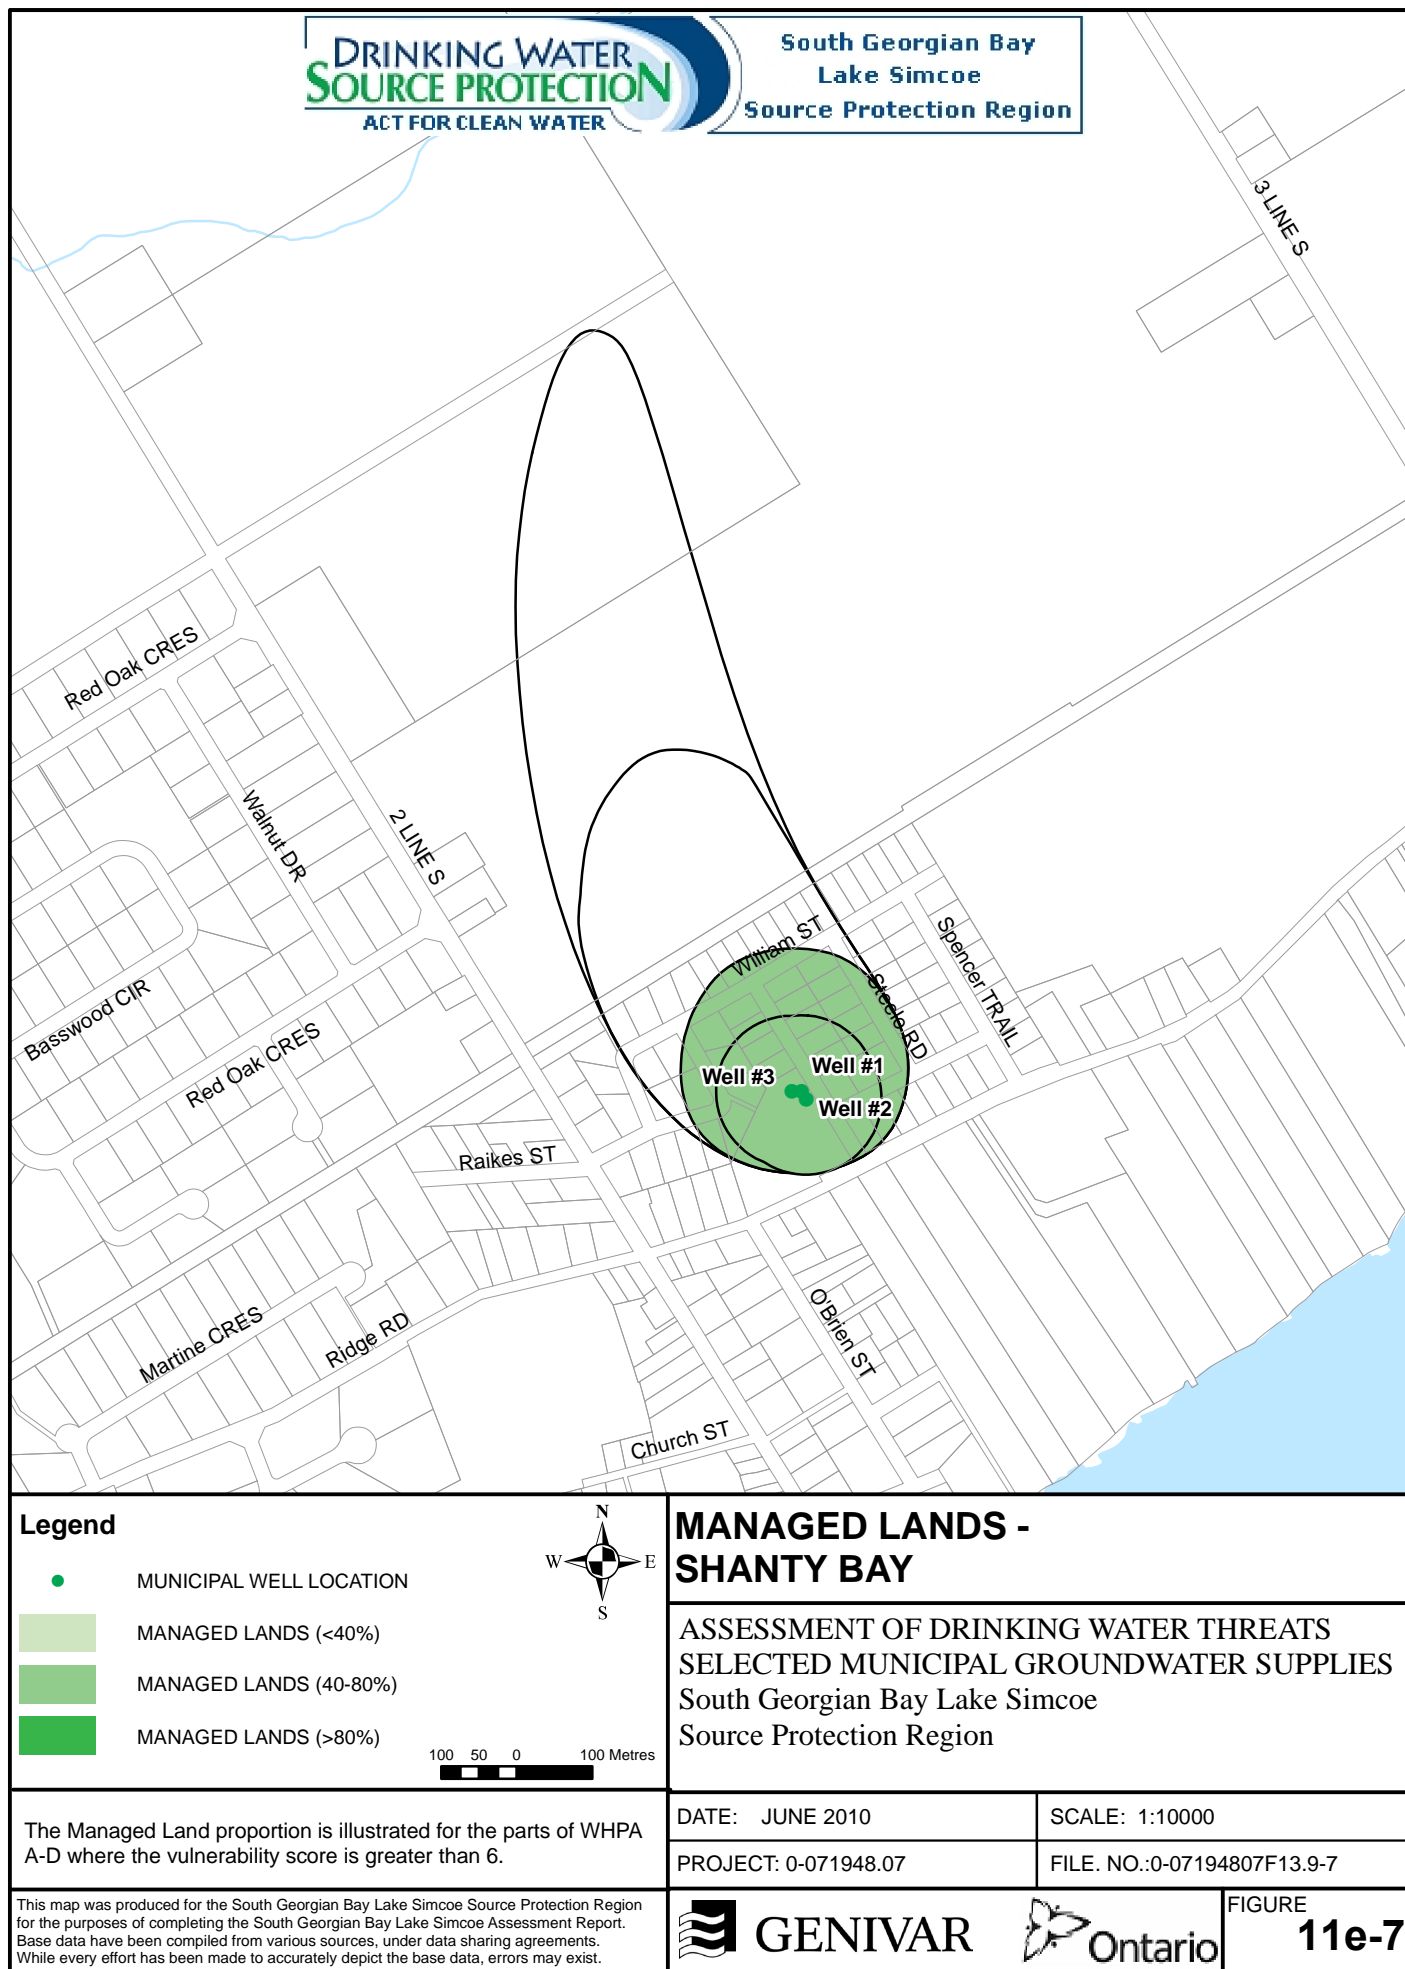 DRINKING WATER
SOURCE PROTECTION
ACT FOR CLEAN WATER
South Georgian Bay
Lake Simcoe
Source Protection Region
3 LINE S
Red Oak CRES
Walnut DR
2 LINE S
William ST
Spencer TRAIL
Steele RD
Basswood CIR
Red Oak CRES
Well #1
Well #3
Well #2
Raikes ST
O'Brien ST
Martine CRES
Ridge RD
Church ST
Legend
N
W E
S
MUNICIPAL WELL LOCATION
MANAGED LANDS (<40%)
MANAGED LANDS (40-80%)
MANAGED LANDS (>80%)
100 50 0 100 Metres
The Managed Land proportion is illustrated for the parts of WHPA
A-D where the vulnerability score is greater than 6.
This map was produced for the South Georgian Bay Lake Simcoe Source Protection Region
for the purposes of completing the South Georgian Bay Lake Simcoe Assessment Report.
Base data have been compiled from various sources, under data sharing agreements.
While every effort has been made to accurately depict the base data, errors may exist.
MANAGED LANDS -
SHANTY BAY
ASSESSMENT OF DRINKING WATER THREATS
SELECTED MUNICIPAL GROUNDWATER SUPPLIES
South Georgian Bay Lake Simcoe
Source Protection Region
DATE: JUNE 2010
SCALE: 1:10000
PROJECT: 0-071948.07
FILE. NO.:0-07194807F13.9-7
GENIVAR
Ontario
FIGURE
11e-7